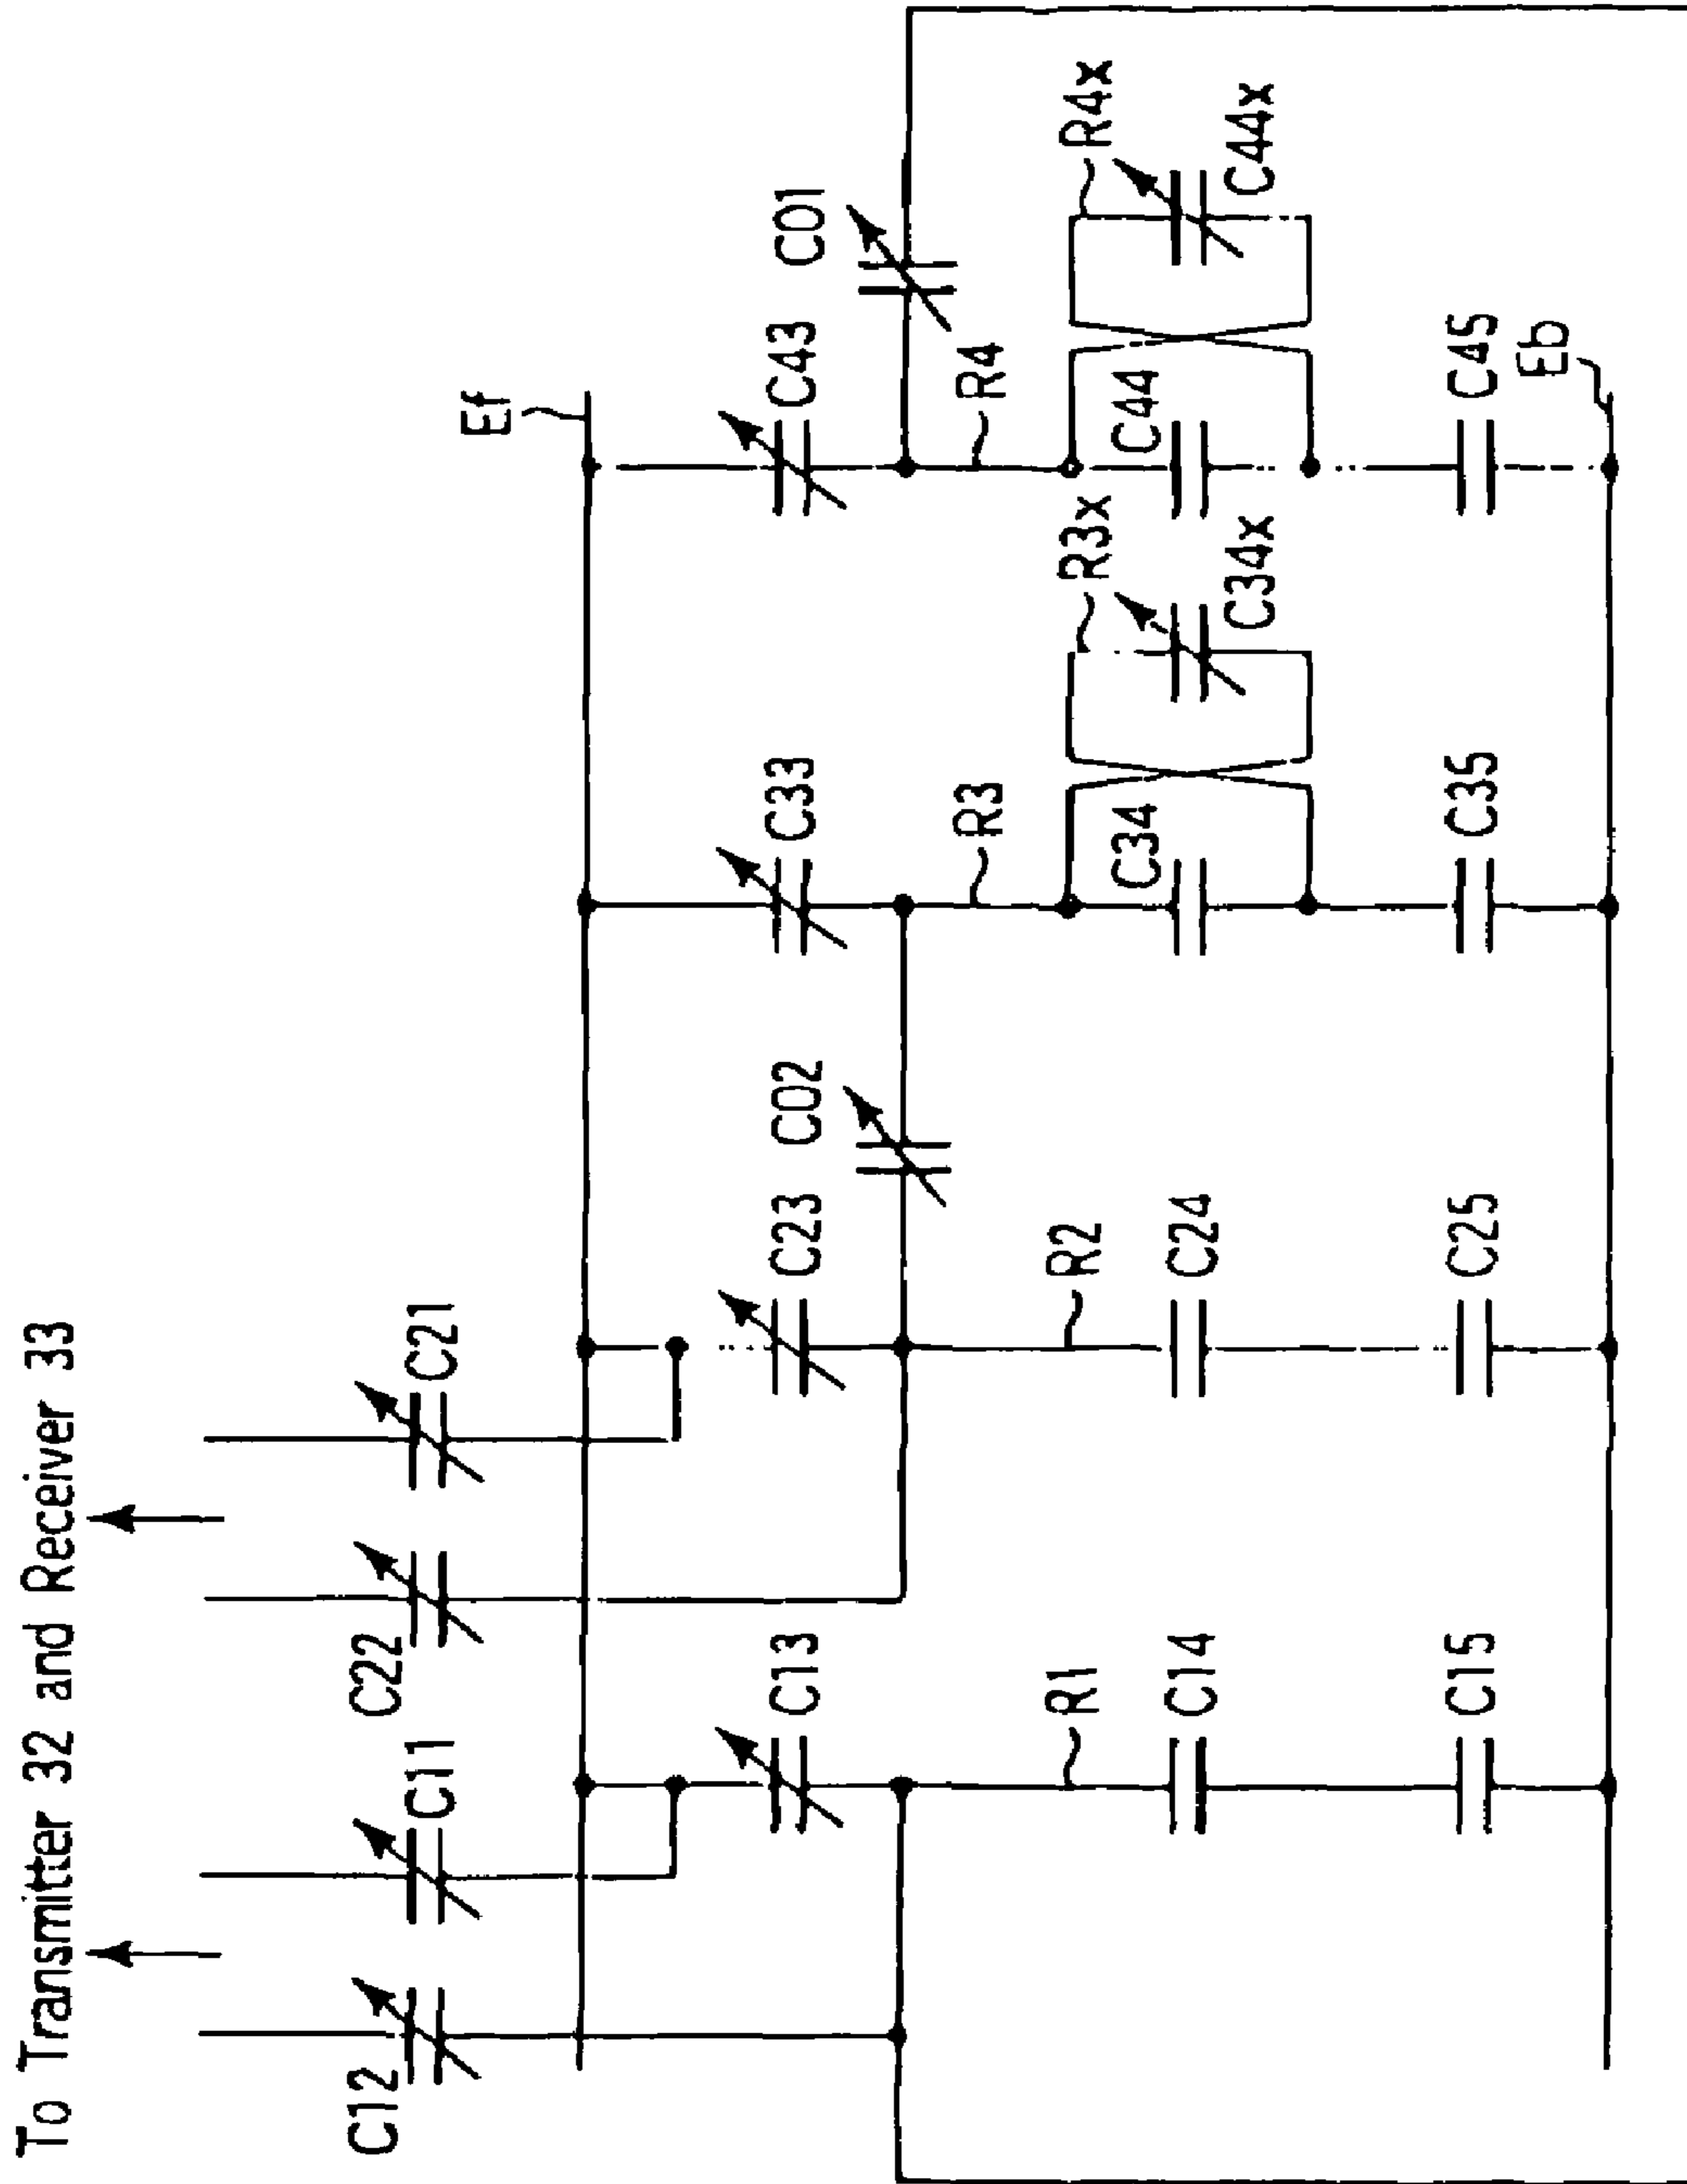 To Transmitter 32 and Receiver 33
C12
C11
C22
C21
Ef
C13
C23
C02
C33
C43
C01
R1
R2
R3
R4
R3x
R4x
C14
C24
C34
C34x
C44
C44x
C15
C25
C35
C45
Eb